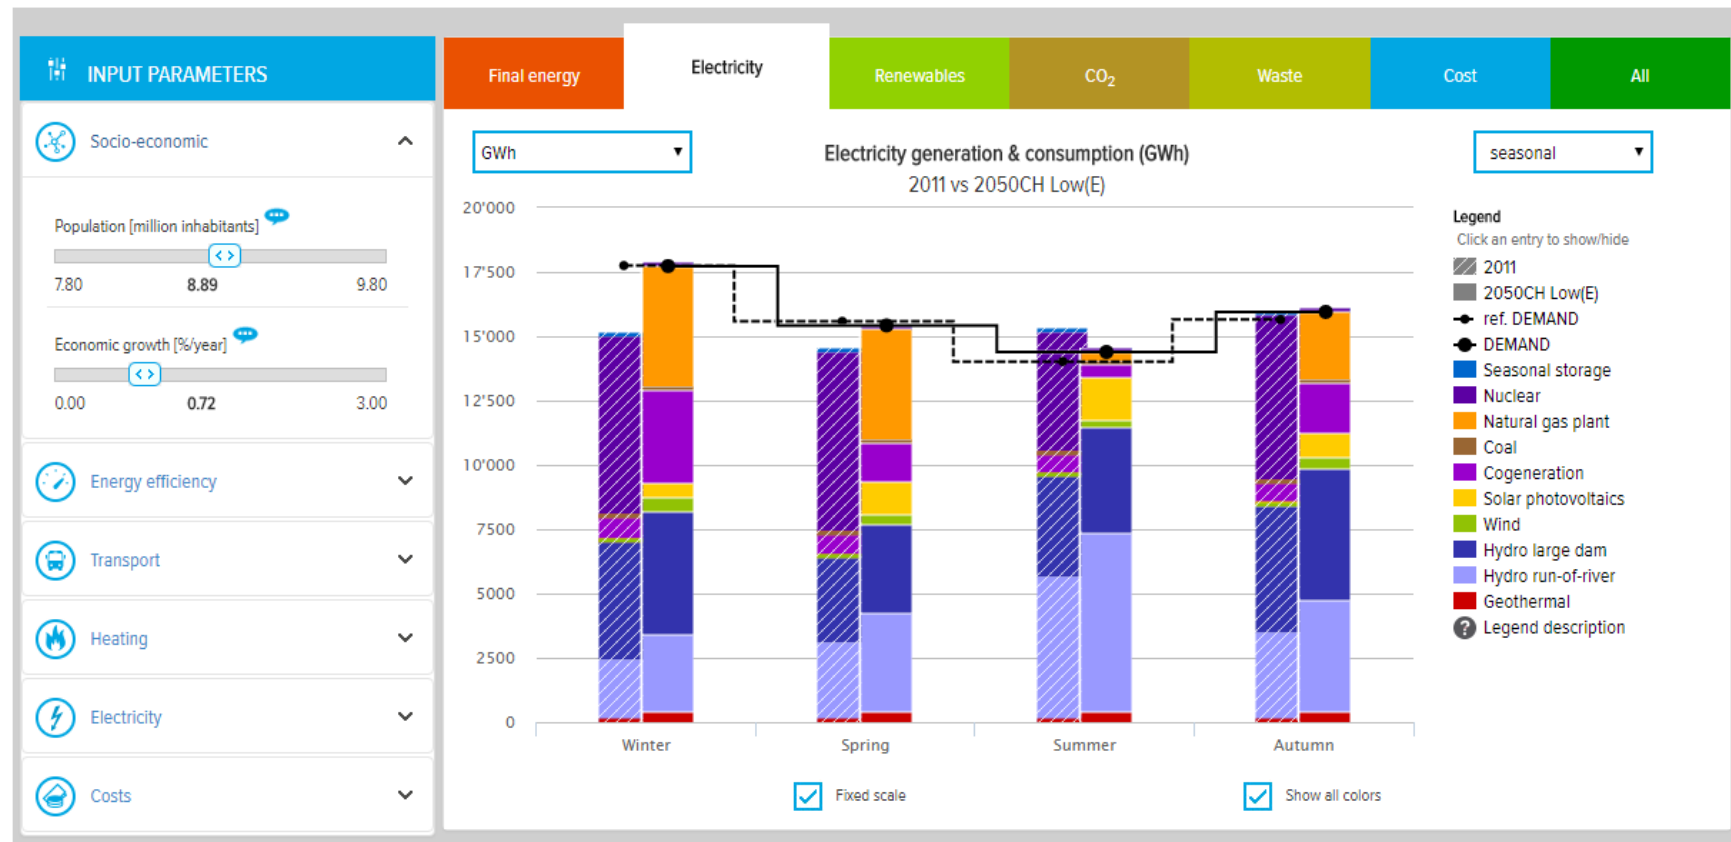 INPUT PARAMETERS
Socio-economic
Population [million inhabitants]
7.80 8.89 9.80
Economic growth [%/year]
0.00 0.72 3.00
Energy efficiency
Transport
Heating
Electricity
Costs
Final energy
Electricity
Renewables
CO₂
Waste
Cost
All
GWh
Electricity generation & consumption (GWh)
2011 vs 2050CH Low(E)
seasonal
20'000
17'500
15'000
12'500
10'000
7500
5000
2500
0
Winter Spring Summer Autumn
Legend
Click an entry to show/hide
2011
2050CH Low(E)
ref. DEMAND
DEMAND
Seasonal storage
Nuclear
Natural gas plant
Coal
Cogeneration
Solar photovoltaics
Wind
Hydro large dam
Hydro run-of-river
Geothermal
? Legend description
Fixed scale
Show all colors